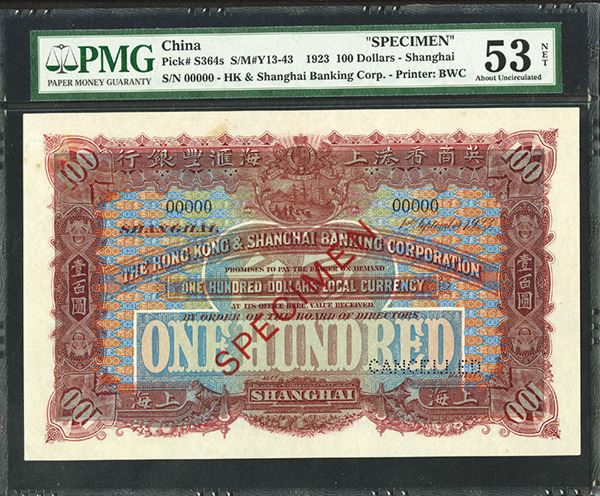 PMG
PAPER MONEY GUARANTY
China "SPECIMEN"
Pick# S364s S/M#Y13-43 1923 100 Dollars - Shanghai
S/N 00000 - HK & Shanghai Banking Corp. - Printer: BWC
53 NET
About Uncirculated
100 行銀豐滙海上港香商英 100
00000 00000
SHANGHAI, 1st September 1923
THE HONG KONG & SHANGHAI BANKING CORPORATION
PROMISES TO PAY THE BEARER ON DEMAND
ONE HUNDRED DOLLARS LOCAL CURRENCY
AT ITS OFFICE HERE, VALUE RECEIVED
BY ORDER OF THE BOARD OF DIRECTORS
壹百圓
壹百圓
ONE HUNDRED
SPECIMEN
CANCELLED
100 海上 SHANGHAI 海上 100